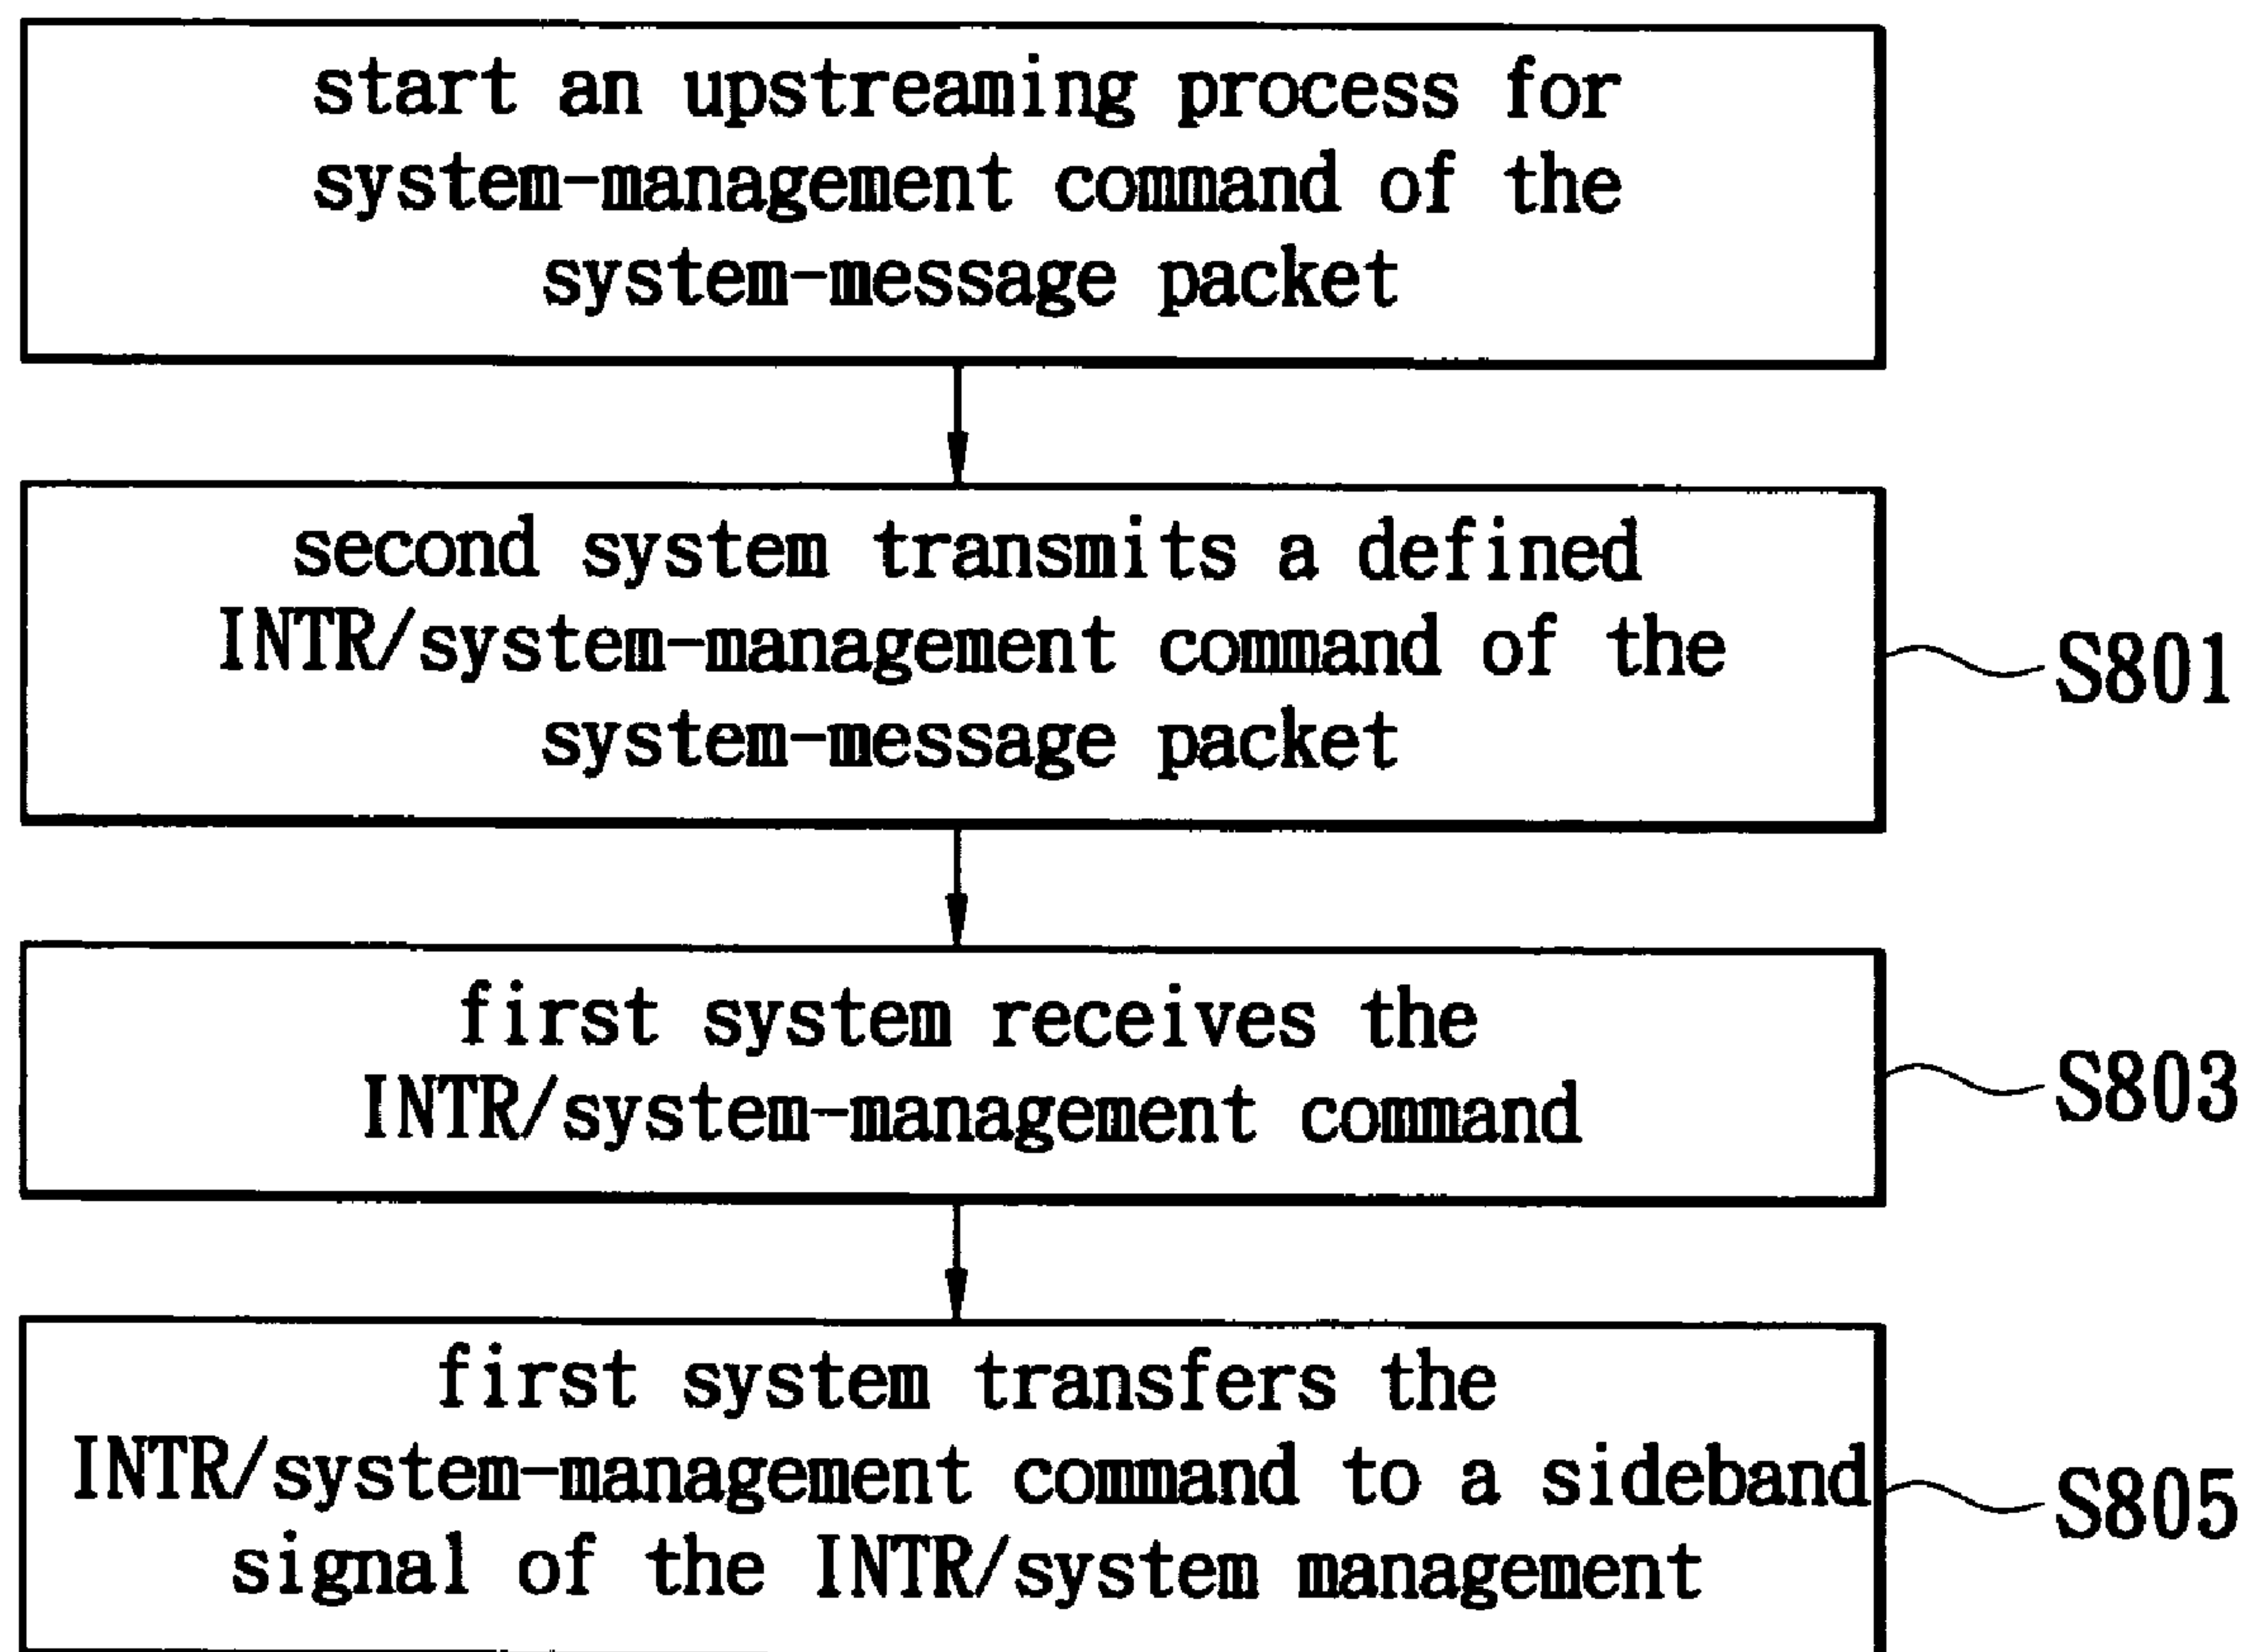 start an upstreaming process for
system-management command of the
system-message packet
second system transmits a defined
INTR/system-management command of the
system-message packet
S801
first system receives the
INTR/system-management command
S803
first system transfers the
INTR/system-management command to a sideband
signal of the INTR/system management
S805